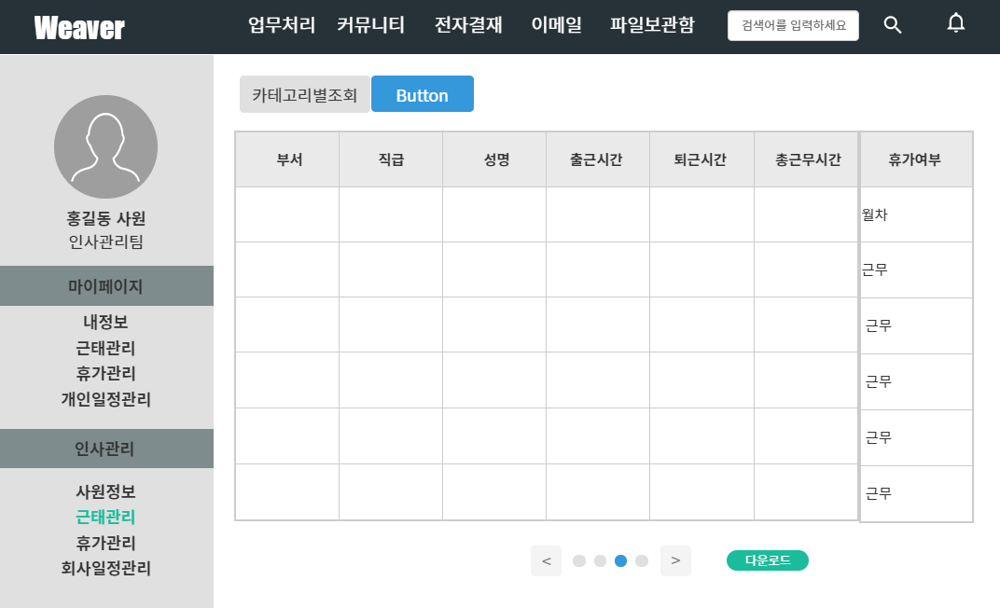 Weaver 업무처리 커뮤니티 전자결재 이메일 파일보관함 검색어를 입력하세요
홍길동 사원
인사관리팀
마이페이지
내정보
근태관리
휴가관리
개인일정관리
인사관리
사원정보
근태관리
휴가관리
회사일정관리
카테고리별조회 Button
부서 직급 성명 출근시간 퇴근시간 총근무시간 휴가여부
월차
근무
근무
근무
근무
근무
< > 다운로드